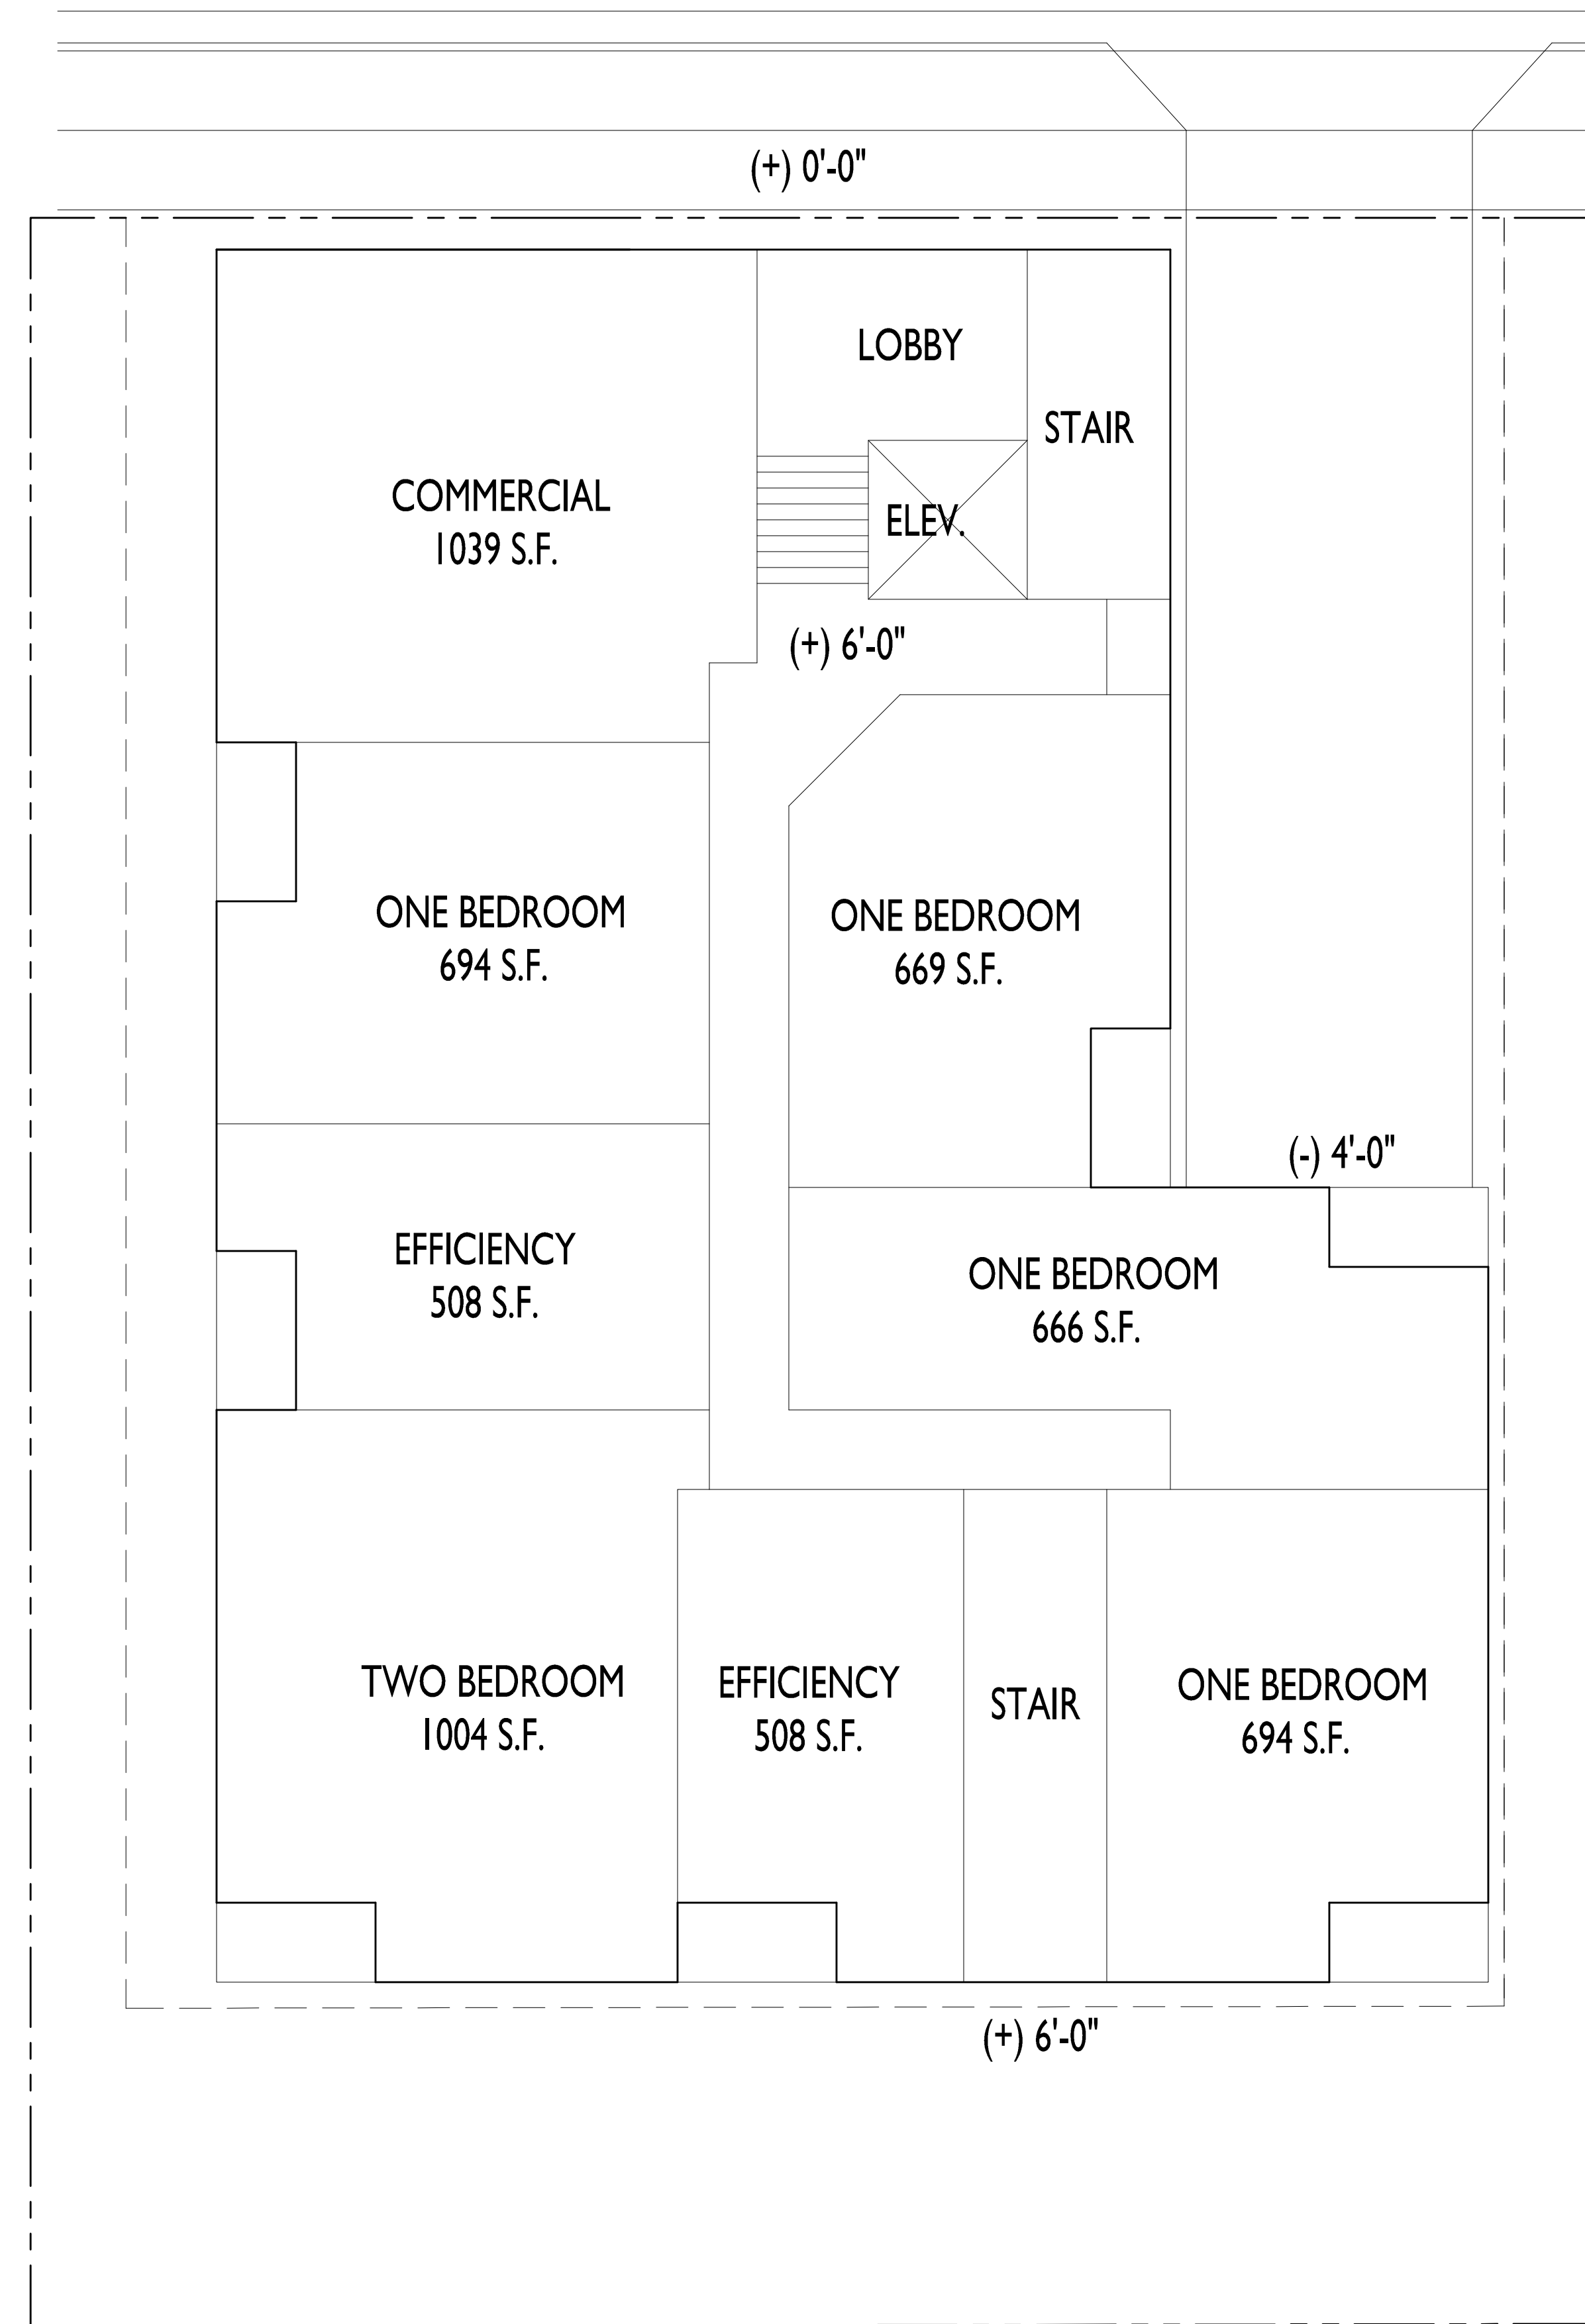 (+) 0'-0"
LOBBY
STAIR
COMMERCIAL
1039 S.F.
ELEV.
(+) 6'-0"
ONE BEDROOM
694 S.F.
ONE BEDROOM
669 S.F.
(-) 4'-0"
EFFICIENCY
508 S.F.
ONE BEDROOM
666 S.F.
TWO BEDROOM
1004 S.F.
EFFICIENCY
508 S.F.
STAIR
ONE BEDROOM
694 S.F.
(+) 6'-0"